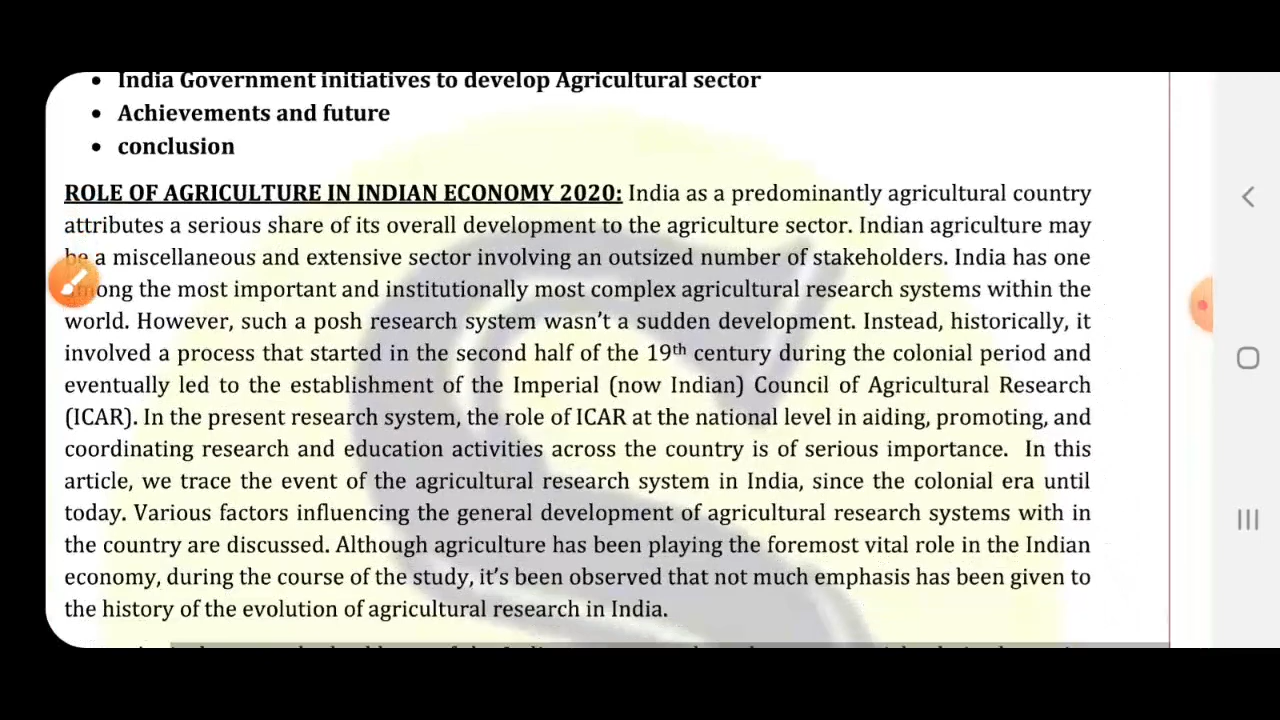 • India Government initiatives to develop Agricultural sector
• Achievements and future
• conclusion
ROLE OF AGRICULTURE IN INDIAN ECONOMY 2020: India as a predominantly agricultural country
attributes a serious share of its overall development to the agriculture sector. Indian agriculture may
be a miscellaneous and extensive sector involving an outsized number of stakeholders. India has one
among the most important and institutionally most complex agricultural research systems within the
world. However, such a posh research system wasn't a sudden development. Instead, historically, it
involved a process that started in the second half of the 19th century during the colonial period and
eventually led to the establishment of the Imperial (now Indian) Council of Agricultural Research
(ICAR). In the present research system, the role of ICAR at the national level in aiding, promoting, and
coordinating research and education activities across the country is of serious importance. In this
article, we trace the event of the agricultural research system in India, since the colonial era until
today. Various factors influencing the general development of agricultural research systems with in
the country are discussed. Although agriculture has been playing the foremost vital role in the Indian
economy, during the course of the study, it's been observed that not much emphasis has been given to
the history of the evolution of agricultural research in India.